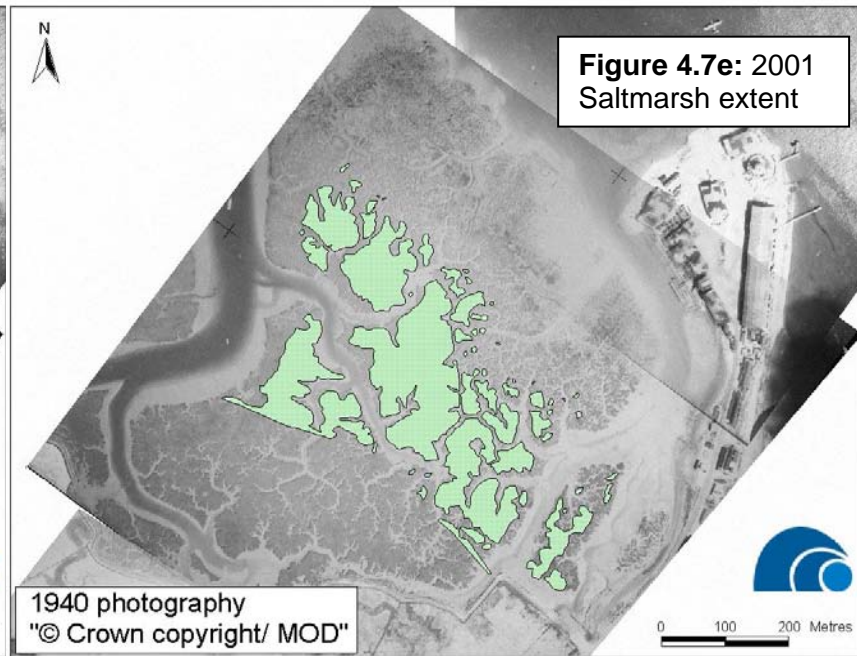 N
Figure 4.7e: 2001
Saltmarsh extent
1940 photography
"© Crown copyright/ MOD"
0 100 200 Metres